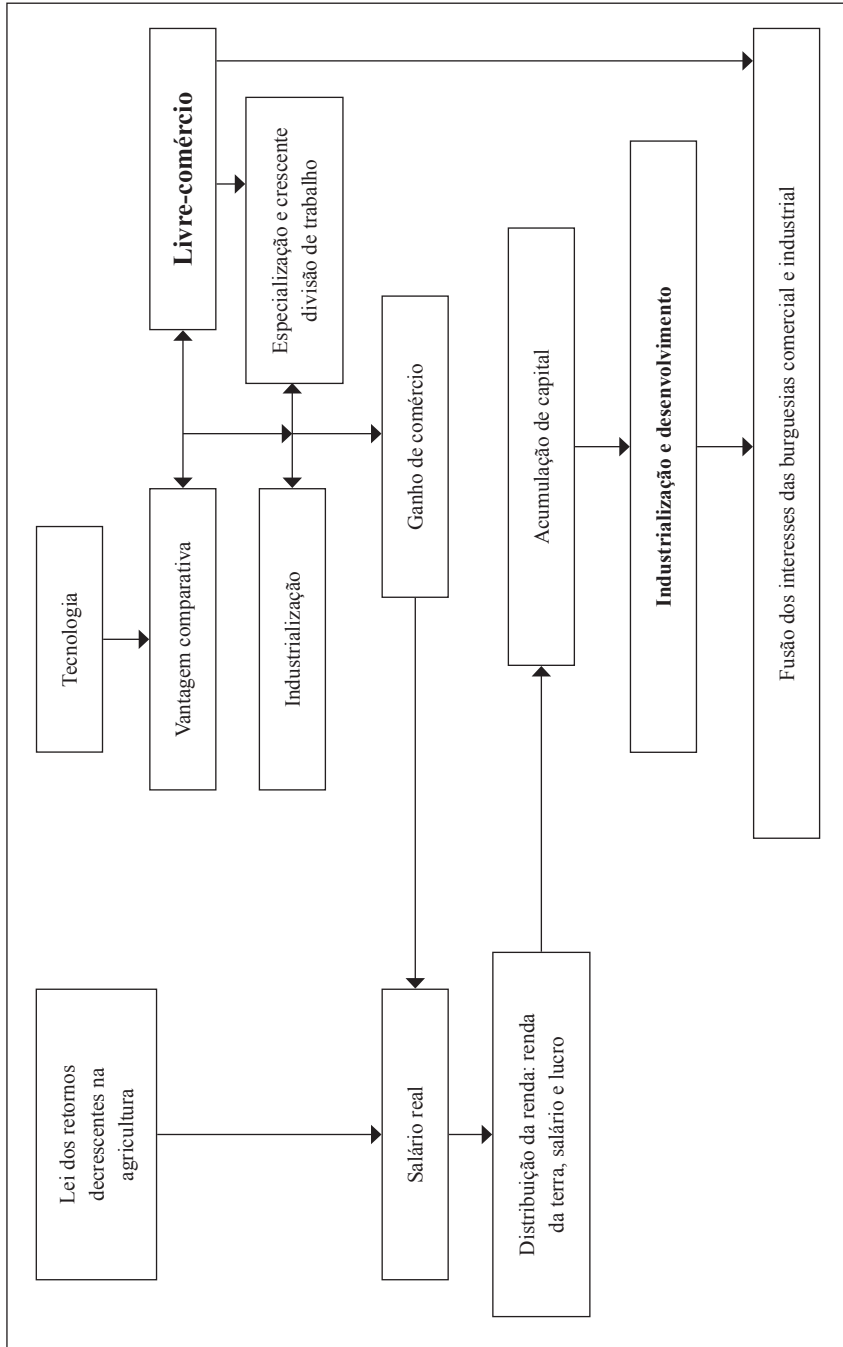 Lei dos retornos
decrescentes na
agricultura
Tecnologia
Vantagem comparativa
Livre-comércio
Industrialização
Especialização e crescente
divisão de trabalho
Salário real
Ganho de comércio
Distribuição da renda: renda
da terra, salário e lucro
Acumulação de capital
Industrialização e desenvolvimento
Fusão dos interesses das burguesias comercial e industrial